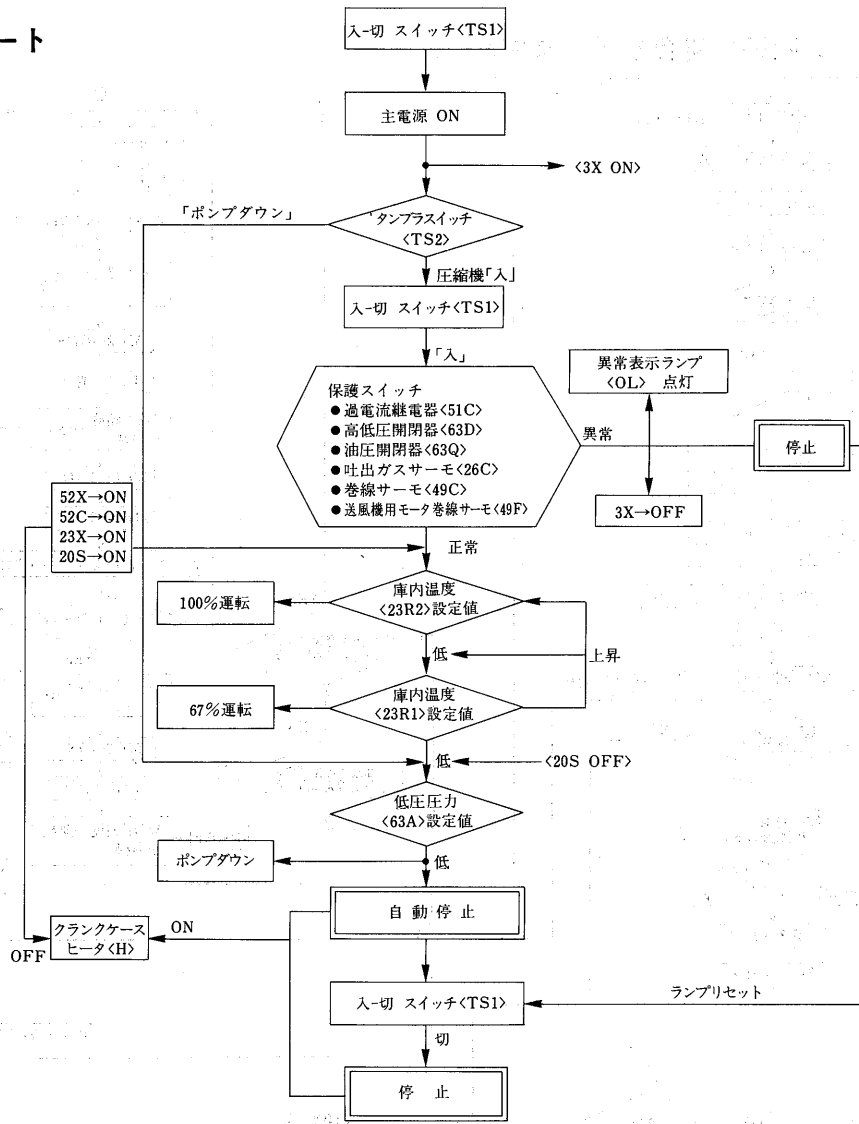 ート
入-切 スイッチ<TS1>
主電源 ON
<3X ON>
「ポンプダウン」
タンブラスイッチ
<TS2>
圧縮機「入」
入-切 スイッチ<TS1>
「入」
保護スイッチ
●過電流継電器<51C>
●高低圧開閉器<63D>
●油圧開閉器<63Q>
●吐出ガスサーモ<26C>
●巻線サーモ<49C>
●送風機用モータ巻線サーモ<49F>
異常表示ランプ
<OL> 点灯
異常
停止
3X→OFF
52X→ON
52C→ON
23X→ON
20S→ON
正常
庫内温度
<23R2>設定値
100%運転
低
上昇
庫内温度
<23R1>設定値
67%運転
低
<20S OFF>
低圧圧力
<63A>設定値
ポンプダウン
低
自動停止
クランクケース
ヒータ<H>
ON
OFF
入-切 スイッチ<TS1>
ランプリセット
切
停 止